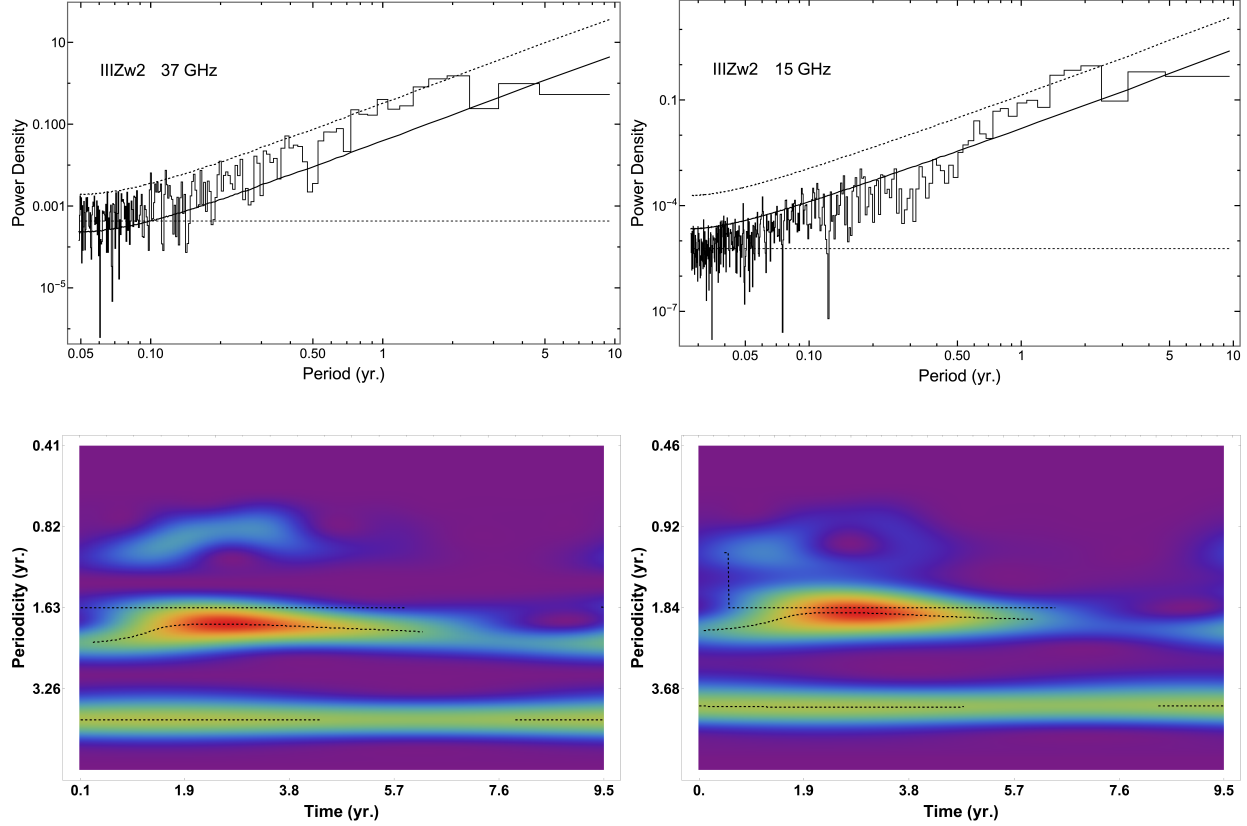 IIIZw2 37 GHz
Power Density
10
0.100
0.001
10⁻⁵
0.05 0.10 0.50 1 5 10
Period (yr.)
IIIZw2 15 GHz
Power Density
0.1
10⁻⁴
10⁻⁷
0.05 0.10 0.50 1 5 10
Period (yr.)
Periodicity (yr.)
0.41
0.82
1.63
3.26
0.1 1.9 3.8 5.7 7.6 9.5
Time (yr.)
Periodicity (yr.)
0.46
0.92
1.84
3.68
0. 1.9 3.8 5.7 7.6 9.5
Time (yr.)